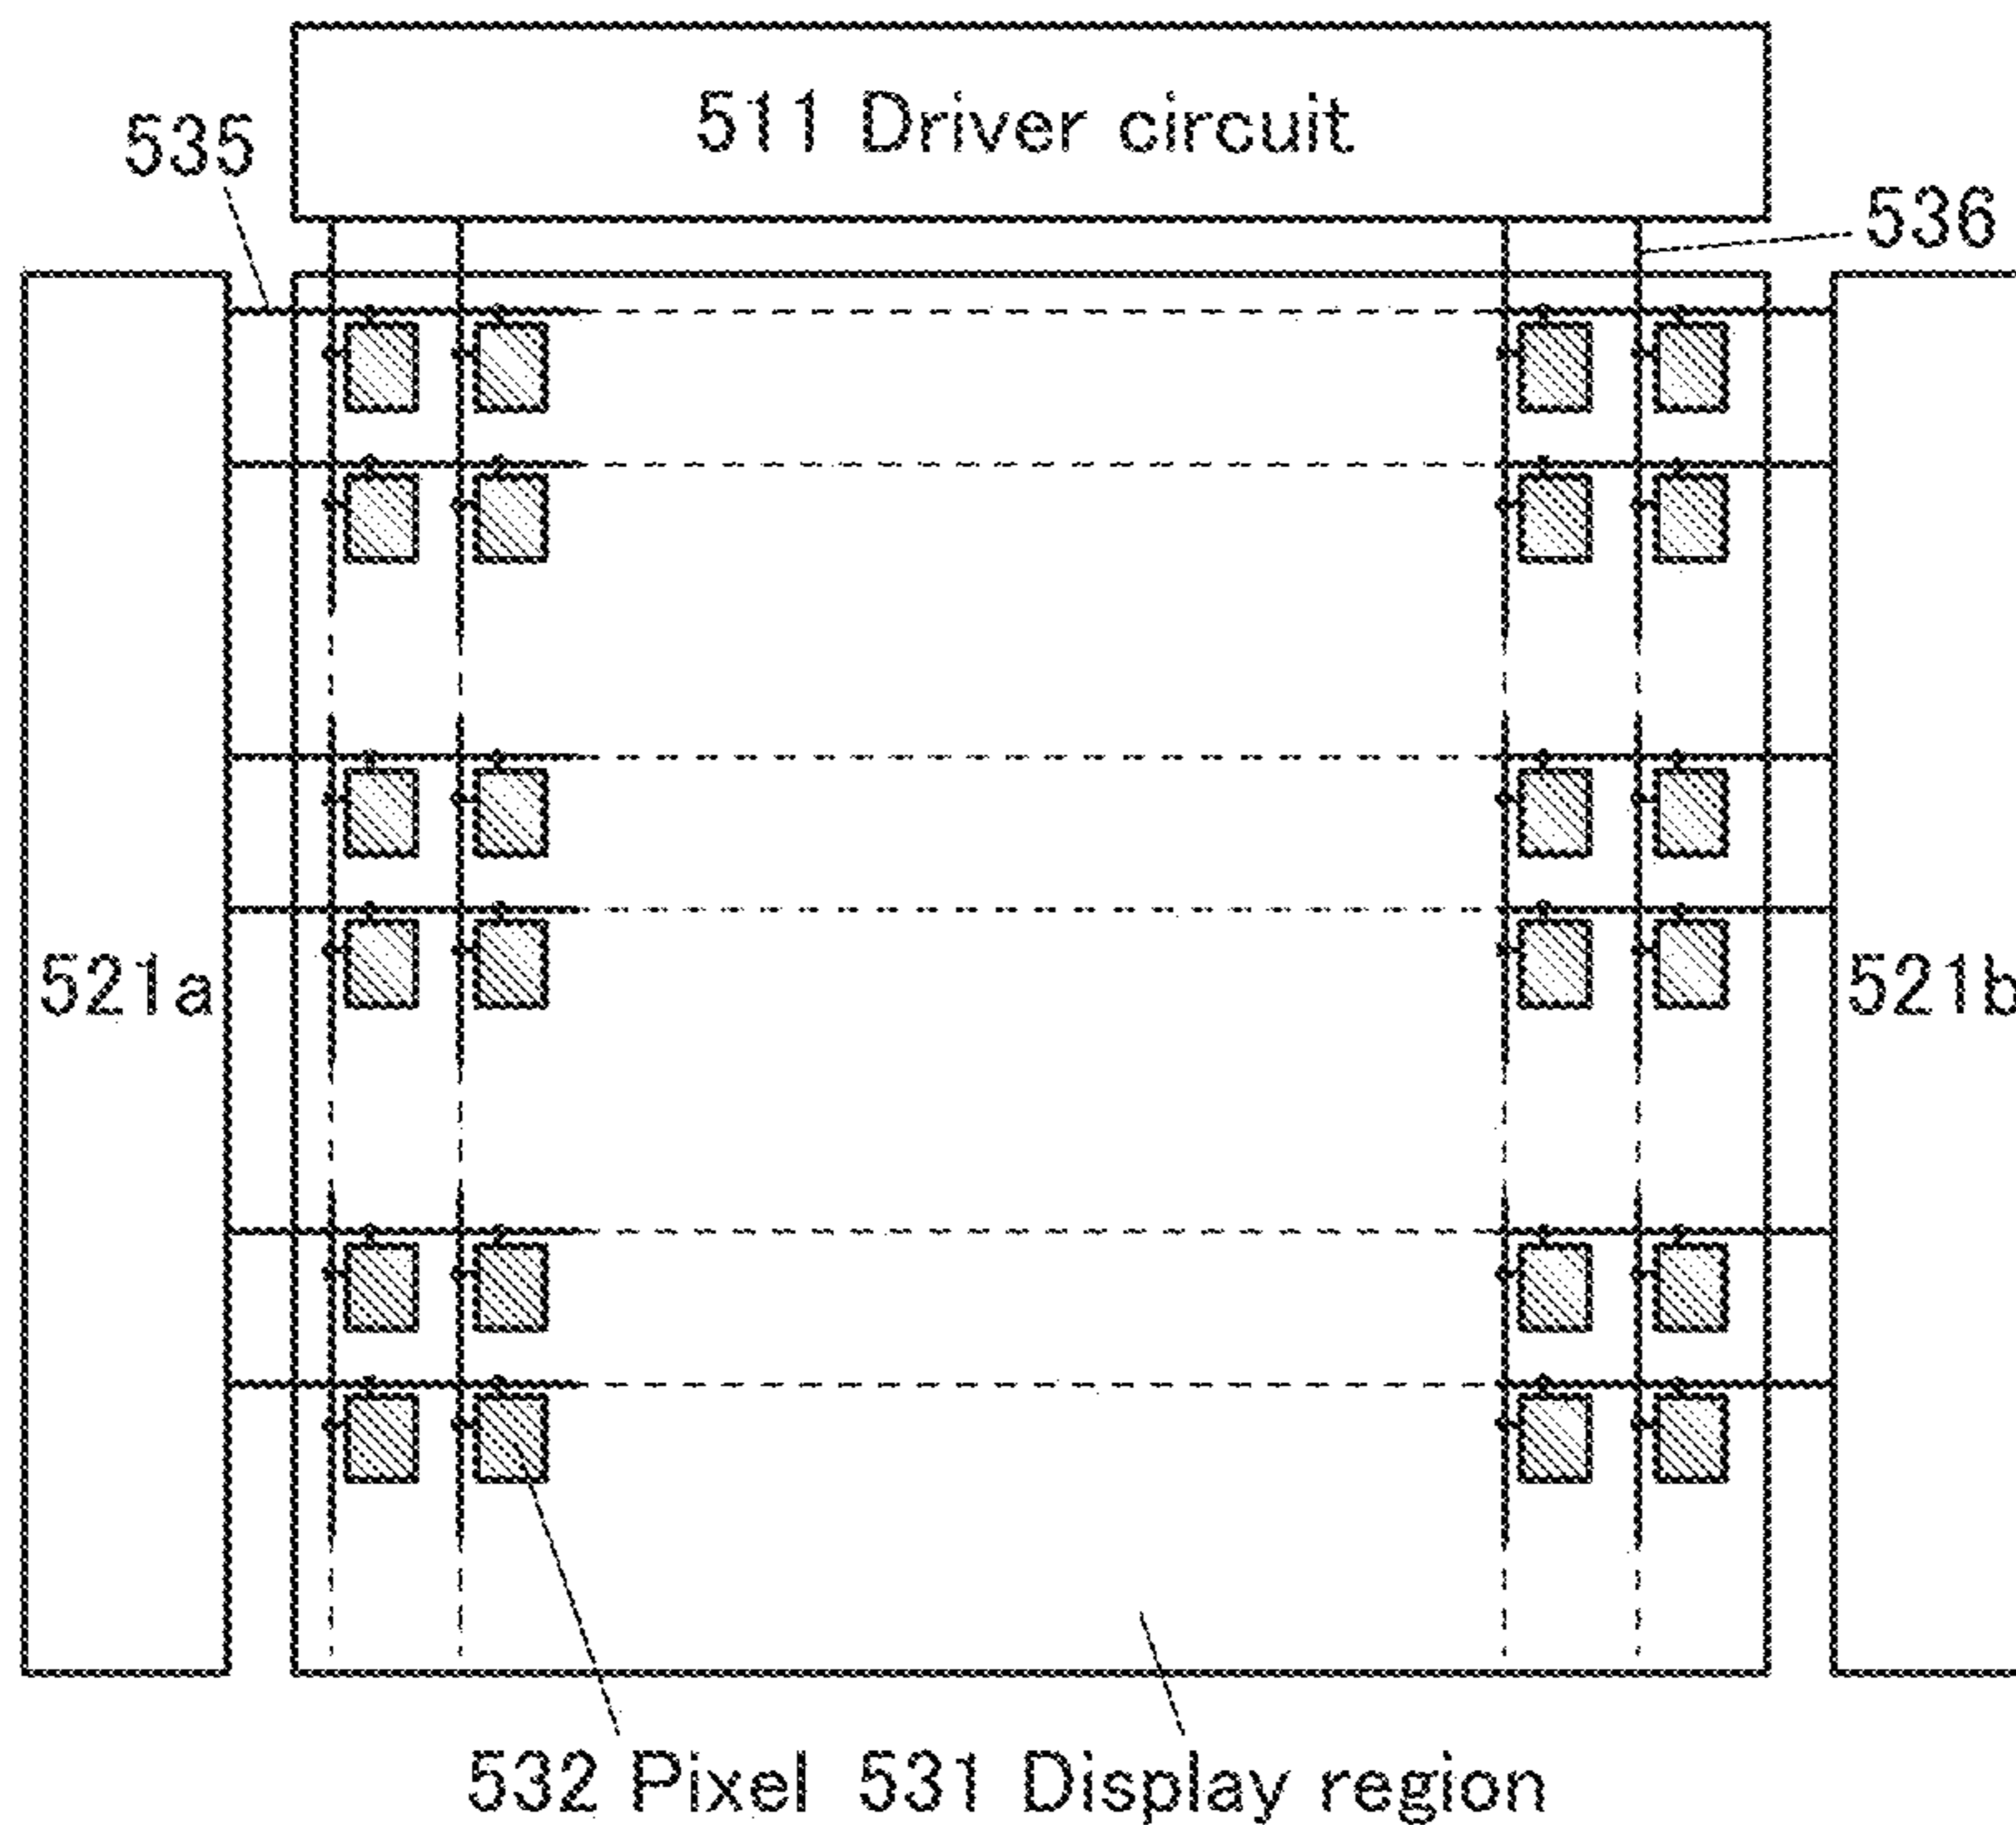 511 Driver circuit
535
536
521a
521b
532 Pixel
531 Display region